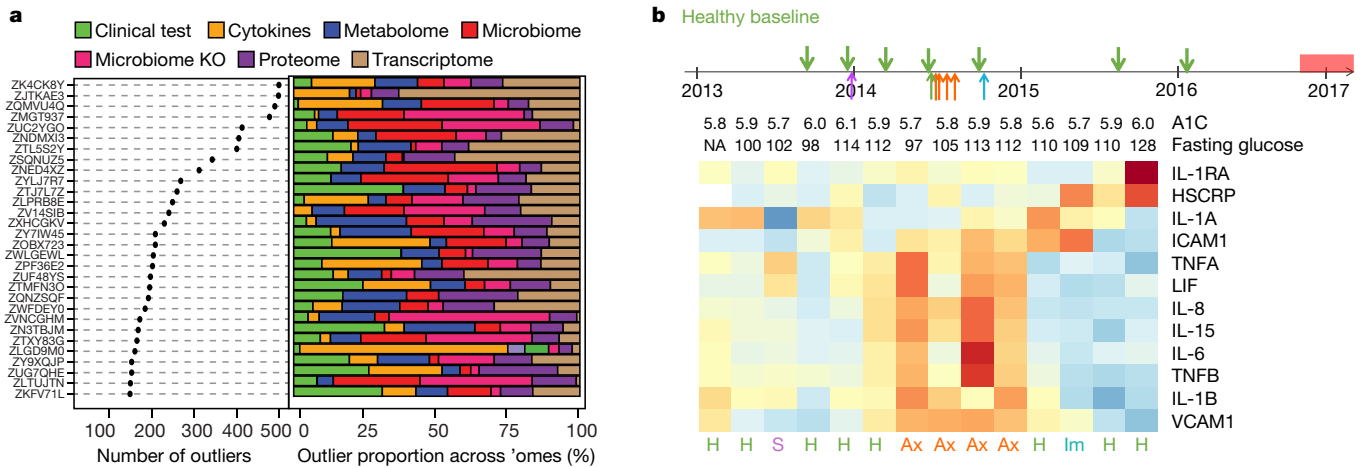 a
Clinical test Cytokines Metabolome Microbiome
Microbiome KO Proteome Transcriptome
ZK4CK8Y
ZJTKAE3
ZQMVU4Q
ZMGT937
ZUC2YGO
ZNDMXI3
ZTL5S2Y
ZSQNUZ5
ZNED4XZ
ZYLJ7R7
ZTJ7L7Z
ZLPRB8E
ZV14SIB
ZXHCGKV
ZY7IW45
ZOBX723
ZWLGEWL
ZPF36E2
ZUF48YS
ZTMFN3O
ZQNZSQF
ZWFDEY0
ZVNCGHM
ZN3TBJM
ZTXY83G
ZLGD9M0
ZY9XQJP
ZUG7QHE
ZLTUJTN
ZKFV71L
100 200 300 400 500
Number of outliers
0 25 50 75 100
Outlier proportion across 'omes (%)
b Healthy baseline
2013 2014 2015 2016 2017
5.8 5.9 5.7 6.0 6.1 5.9 5.7 5.8 5.9 5.8 5.6 5.7 5.9 6.0 A1C
NA 100 102 98 114 112 97 105 113 112 110 109 110 128 Fasting glucose
IL-1RA
HSCRP
IL-1A
ICAM1
TNFA
LIF
IL-8
IL-15
IL-6
TNFB
IL-1B
VCAM1
H H S H H H Ax Ax Ax Ax H Im H H